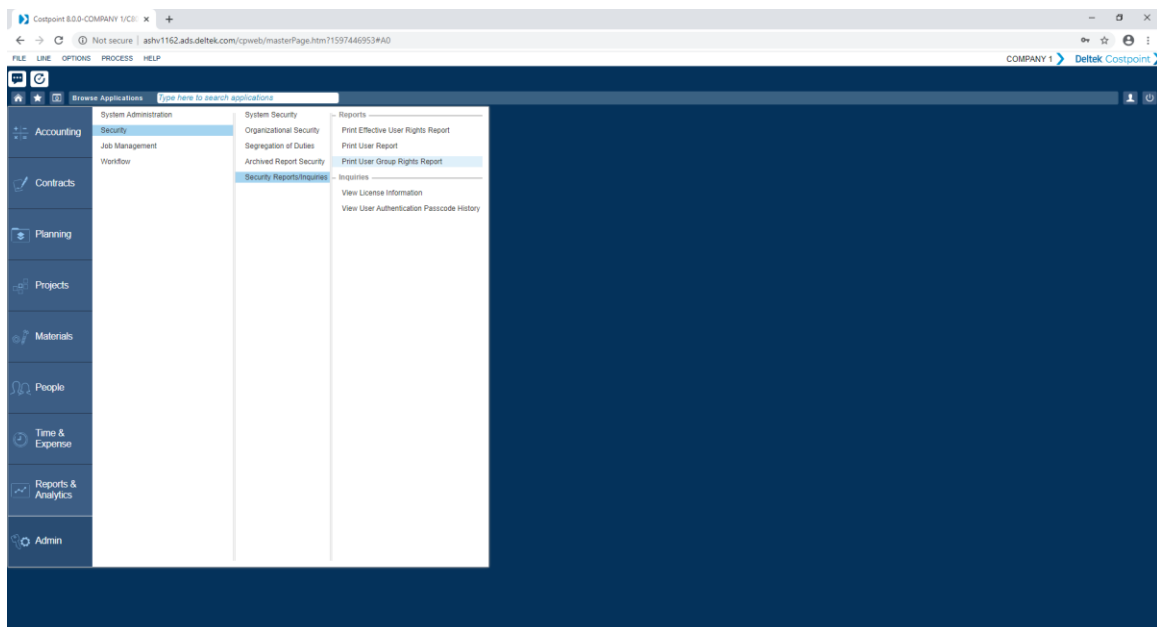 Costpoint 8.0.0-COMPANY 1/C
Not secure | ashv1162.ads.deltek.com/cpweb/masterPage.htm?1597446953#A0
FILE LINE OPTIONS PROCESS HELP
COMPANY 1 Deltek Costpoint
Browse Applications Type here to search applications
Accounting
Contracts
Planning
Projects
Materials
People
Time &
Expense
Reports &
Analytics
Admin
System Administration
Security
Job Management
Workflow
System Security
Organizational Security
Segregation of Duties
Archived Report Security
Security Reports/Inquiries
Reports
Print Effective User Rights Report
Print User Report
Print User Group Rights Report
Inquiries
View License Information
View User Authentication Passcode History